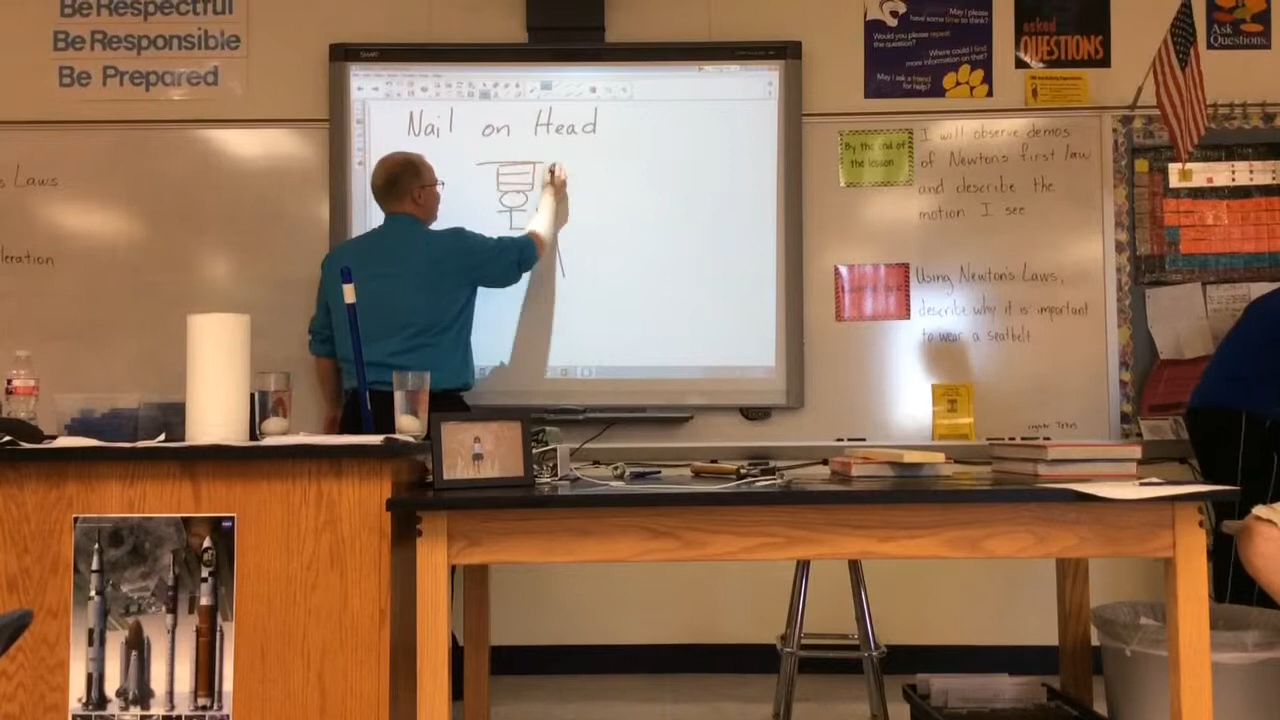 Be Respectful
Be Responsible
Be Prepared
s Laws
leration
SMART
Nail on Head
May I please
have some time to think?
Would you please repeat
the question?
Where could I find
more information on that?
May I ask a friend
for help?
asked
QUESTIONS
Ask
Questions.
By the end of
the lesson
I will observe demos
of Newton's first law
and describe the
motion I see
Using Newton's Laws,
describe why it is important
to wear a seatbelt